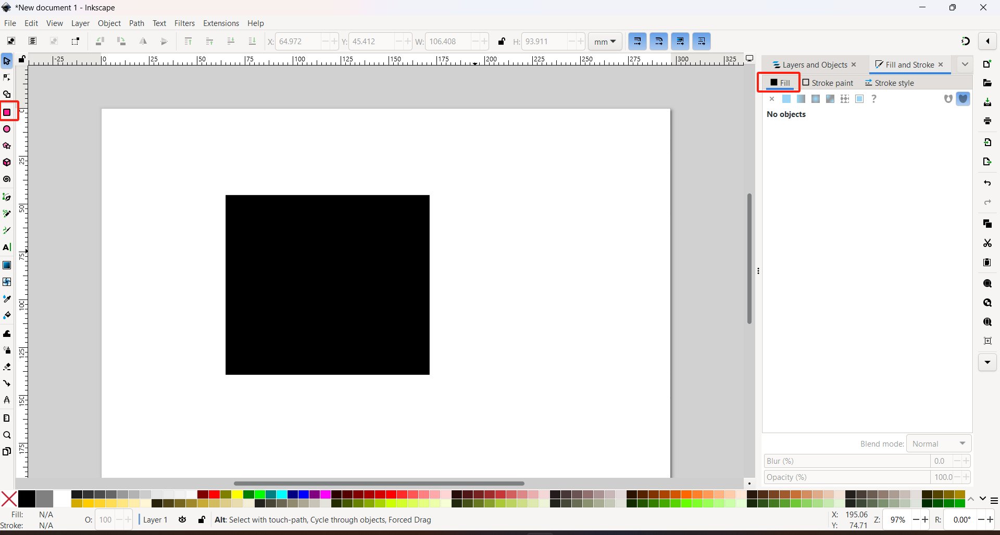 *New document 1 - Inkscape
File Edit View Layer Object Path Text Filters Extensions Help
X: 64.972 Y: 45.412 W: 106.408 H: 93.911 mm
-25 0 25 50 75 100 125 150 175 200 225 250 275 300 325
Layers and Objects Fill and Stroke
Fill Stroke paint Stroke style
?
No objects
0
25
50
75
100
125
150
175
A
Blend mode: Normal
Blur (%) 0.0
Opacity (%) 100.0
Fill: N/A
Stroke: N/A
O: 100
Layer 1
Alt: Select with touch-path, Cycle through objects, Forced Drag
X: 195.06
Y: 74.71
Z: 97%
R: 0.00°